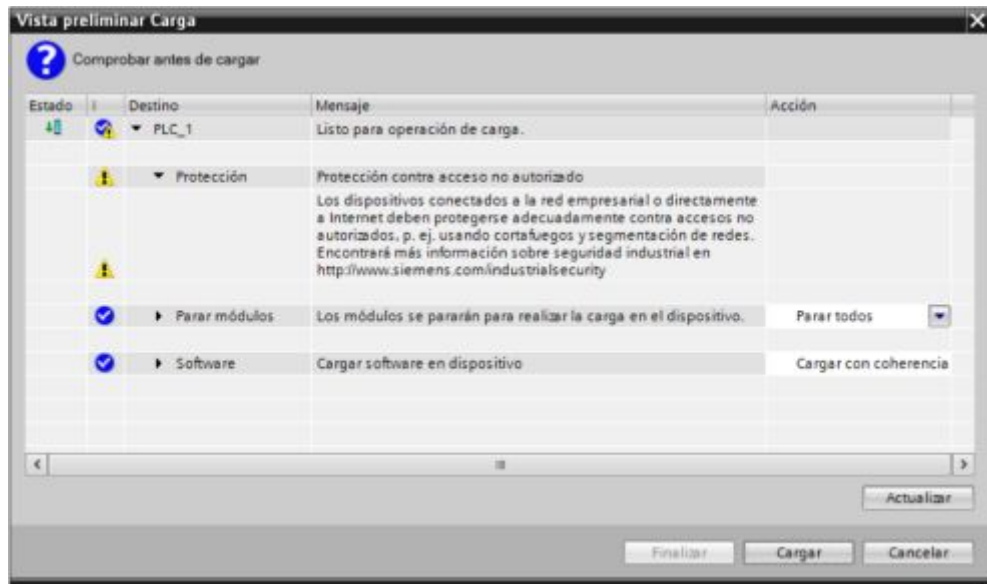 Vista preliminar Carga
Comprobar antes de cargar
Estado ! Destino Mensaje Acción
PLC_1 Listo para operación de carga.
Protección Protección contra acceso no autorizado
Los dispositivos conectados a la red empresarial o directamente
a Internet deben protegerse adecuadamente contra accesos no
autorizados, p. ej. usando cortafuegos y segmentación de redes.
Encontrará más información sobre seguridad industrial en
http://www.siemens.com/industrialsecurity
Parar módulos Los módulos se pararán para realizar la carga en el dispositivo. Parar todos
Software Cargar software en dispositivo Cargar con coherencia
Actualizar
Finalizar Cargar Cancelar